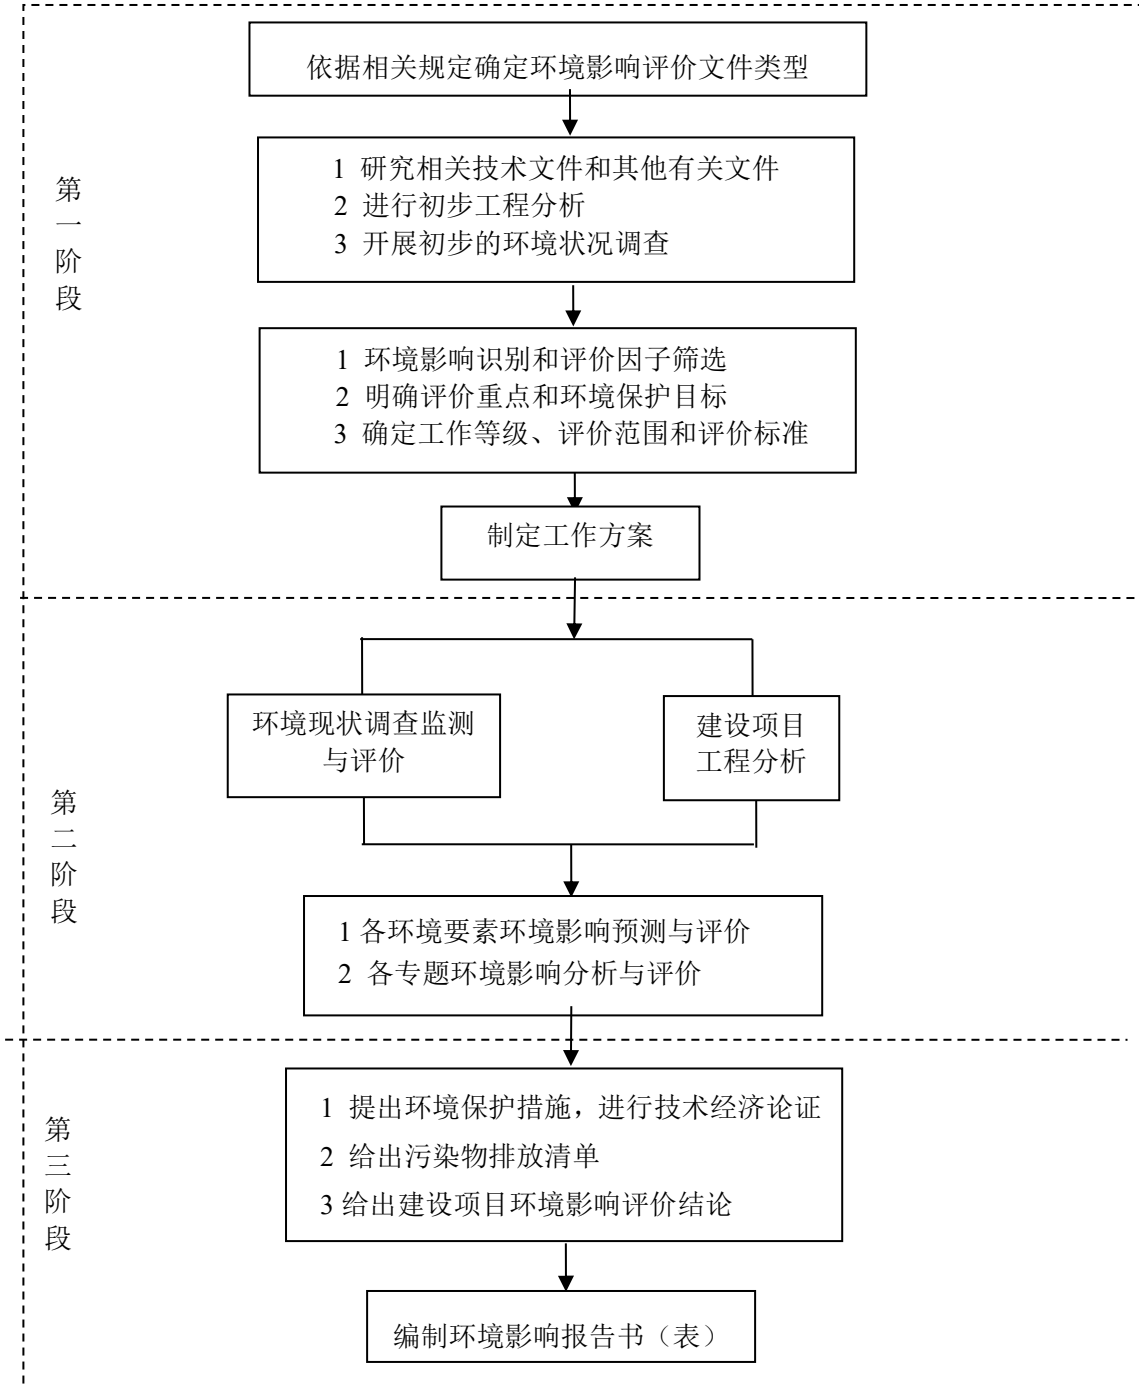 依据相关规定确定环境影响评价文件类型
第一阶段
1 研究相关技术文件和其他有关文件
2 进行初步工程分析
3 开展初步的环境状况调查
1 环境影响识别和评价因子筛选
2 明确评价重点和环境保护目标
3 确定工作等级、评价范围和评价标准
制定工作方案
第二阶段
环境现状调查监测
与评价
建设项目
工程分析
1 各环境要素环境影响预测与评价
2 各专题环境影响分析与评价
第三阶段
1 提出环境保护措施，进行技术经济论证
2 给出污染物排放清单
3 给出建设项目环境影响评价结论
编制环境影响报告书（表）